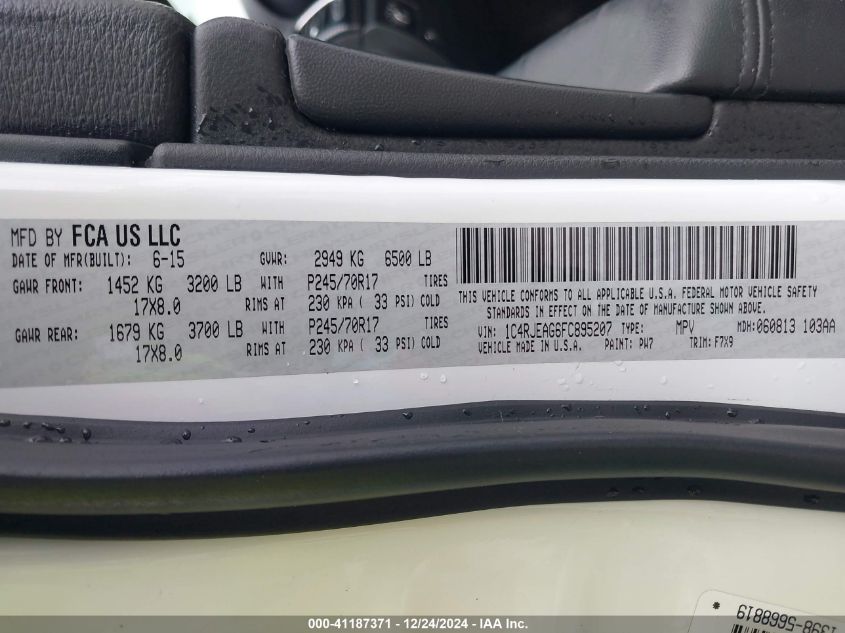 MFD BY FCA US LLC
DATE OF MFR(BUILT): 6-15 GVWR: 2949 KG 6500 LB
GAWR FRONT: 1452 KG 3200 LB WITH P245/70R17 TIRES
17X8.0 RIMS AT 230 KPA ( 33 PSI) COLD
GAWR REAR: 1679 KG 3700 LB WITH P245/70R17 TIRES
17X8.0 RIMS AT 230 KPA ( 33 PSI) COLD
THIS VEHICLE CONFORMS TO ALL APPLICABLE U.S.A. FEDERAL MOTOR VEHICLE SAFETY
STANDARDS IN EFFECT ON THE DATE OF MANUFACTURE SHOWN ABOVE.
VIN: 1C4RJEAG6FC895207 TYPE: MPV MDH:060813 103AA
VEHICLE MADE IN U.S.A. PAINT: PW7 TRIM: F7X9
1398-5668819 *
000-41187371 - 12/24/2024 - IAA Inc.